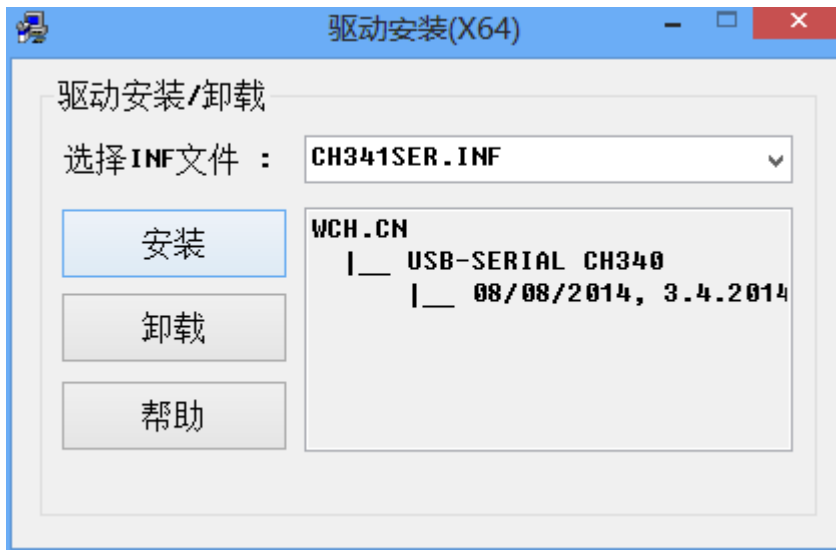 驱动安装(X64)
驱动安装/卸载
选择INF文件 :
CH341SER.INF
安装
卸载
帮助
WCH.CN
|__ USB-SERIAL CH340
|__ 08/08/2014, 3.4.2014